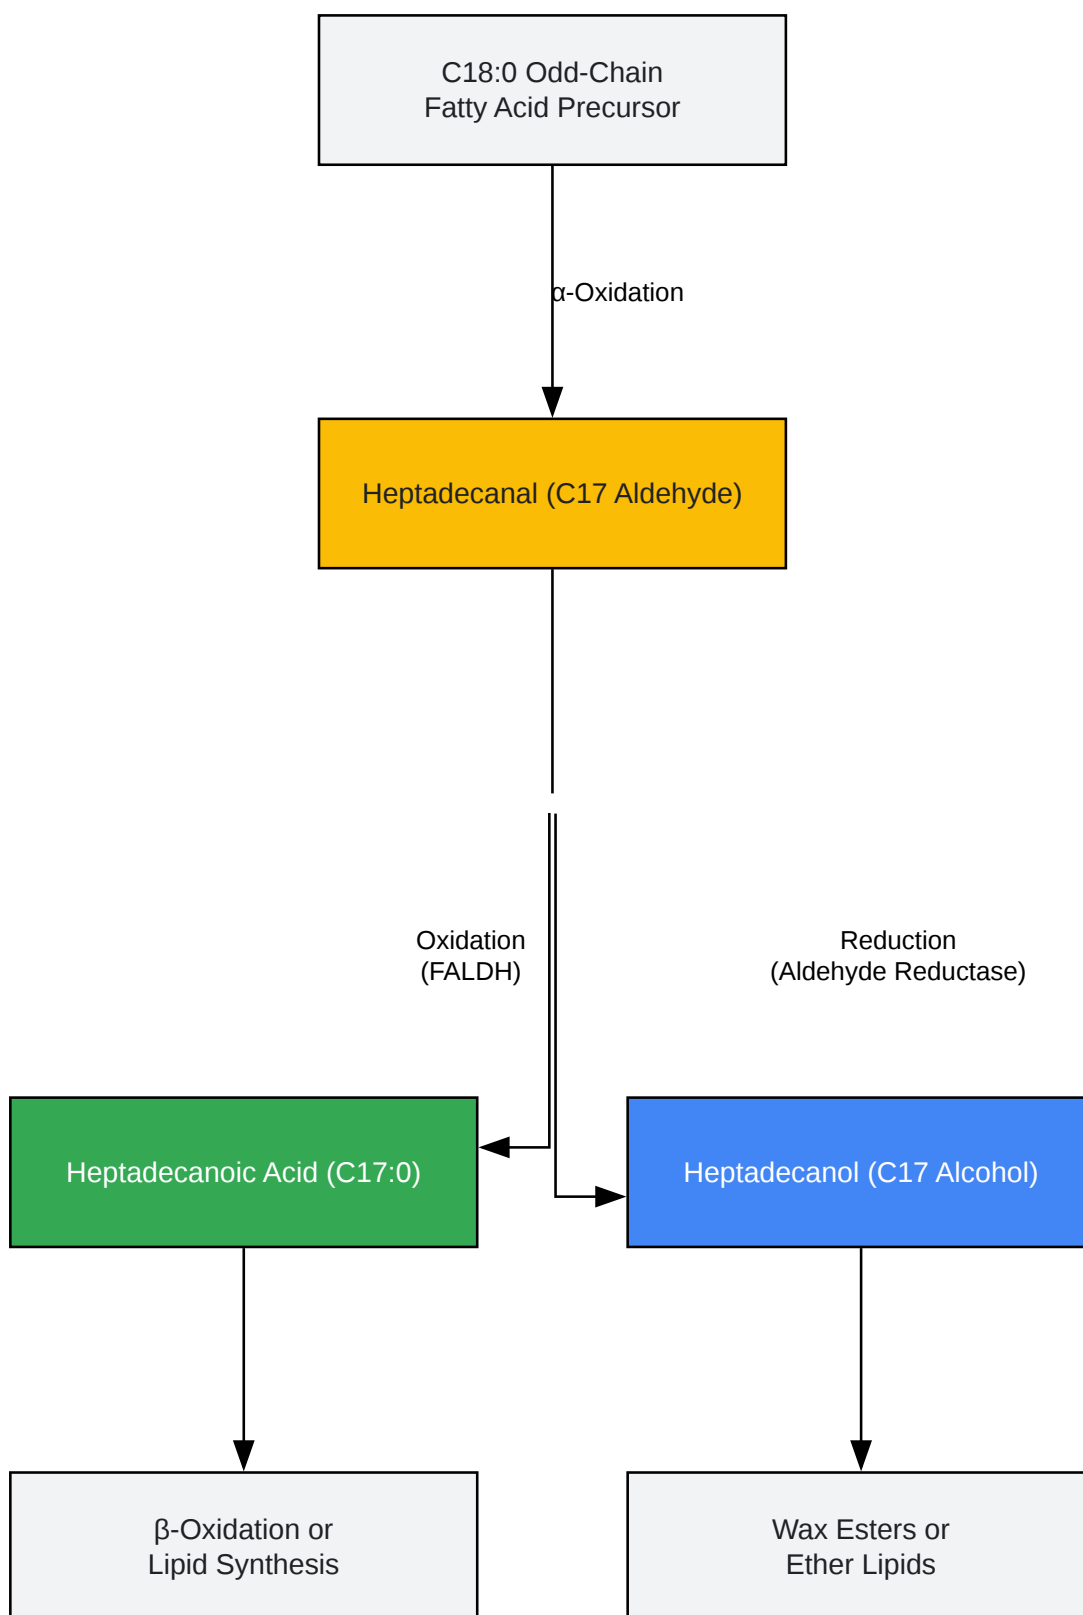 C18:0 Odd-Chain
Fatty Acid Precursor
α-Oxidation
Heptadecanal (C17 Aldehyde)
Oxidation
(FALDH)
Reduction
(Aldehyde Reductase)
Heptadecanoic Acid (C17:0)
Heptadecanol (C17 Alcohol)
β-Oxidation or
Lipid Synthesis
Wax Esters or
Ether Lipids